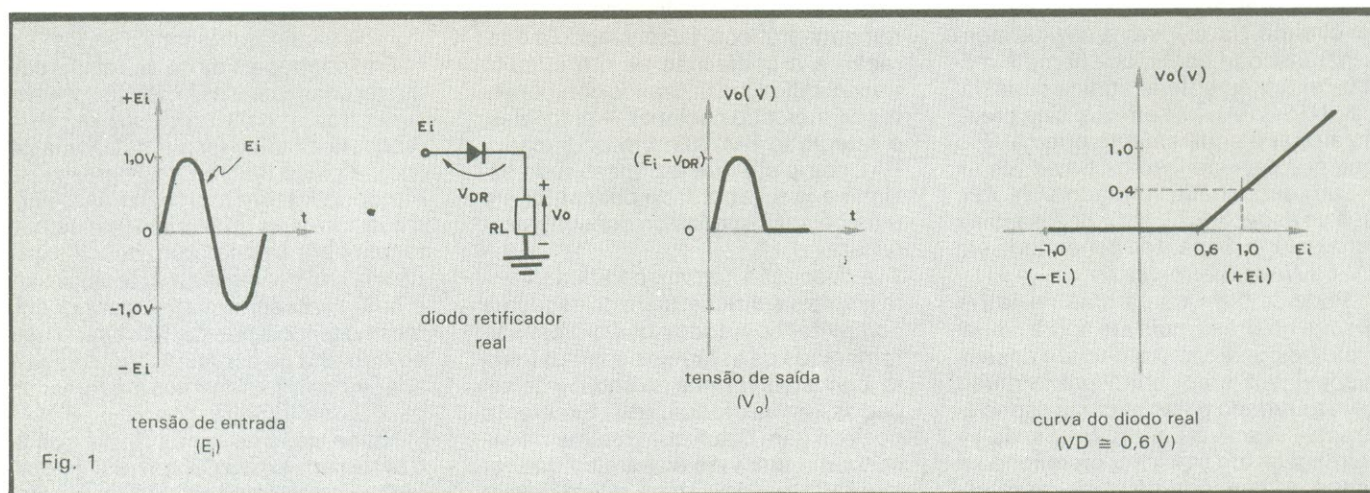 +Ei
1,0V
Ei
t
0
-1,0V
-Ei
tensão de entrada
(Ei)
Fig. 1
Ei
VDR
RL
+
Vo
-
diodo retificador
real
Vo(V)
(Ei-VDR)
t
0
tensão de saída
(Vo)
Vo(V)
1,0
0,4
-1,0
0,6
1,0
Ei
(-Ei)
(+Ei)
curva do diodo real
(VD ≅ 0,6 V)